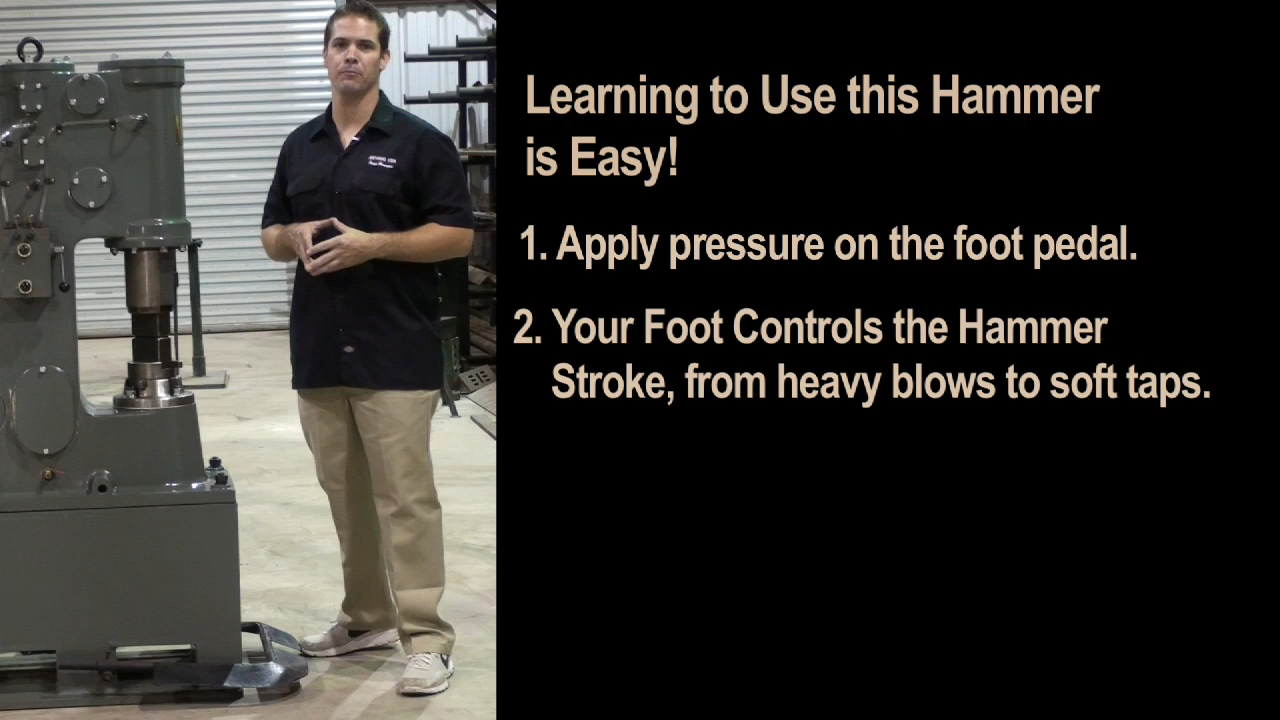 Learning to Use this Hammer
is Easy!
1. Apply pressure on the foot pedal.
2. Your Foot Controls the Hammer
Stroke, from heavy blows to soft taps.